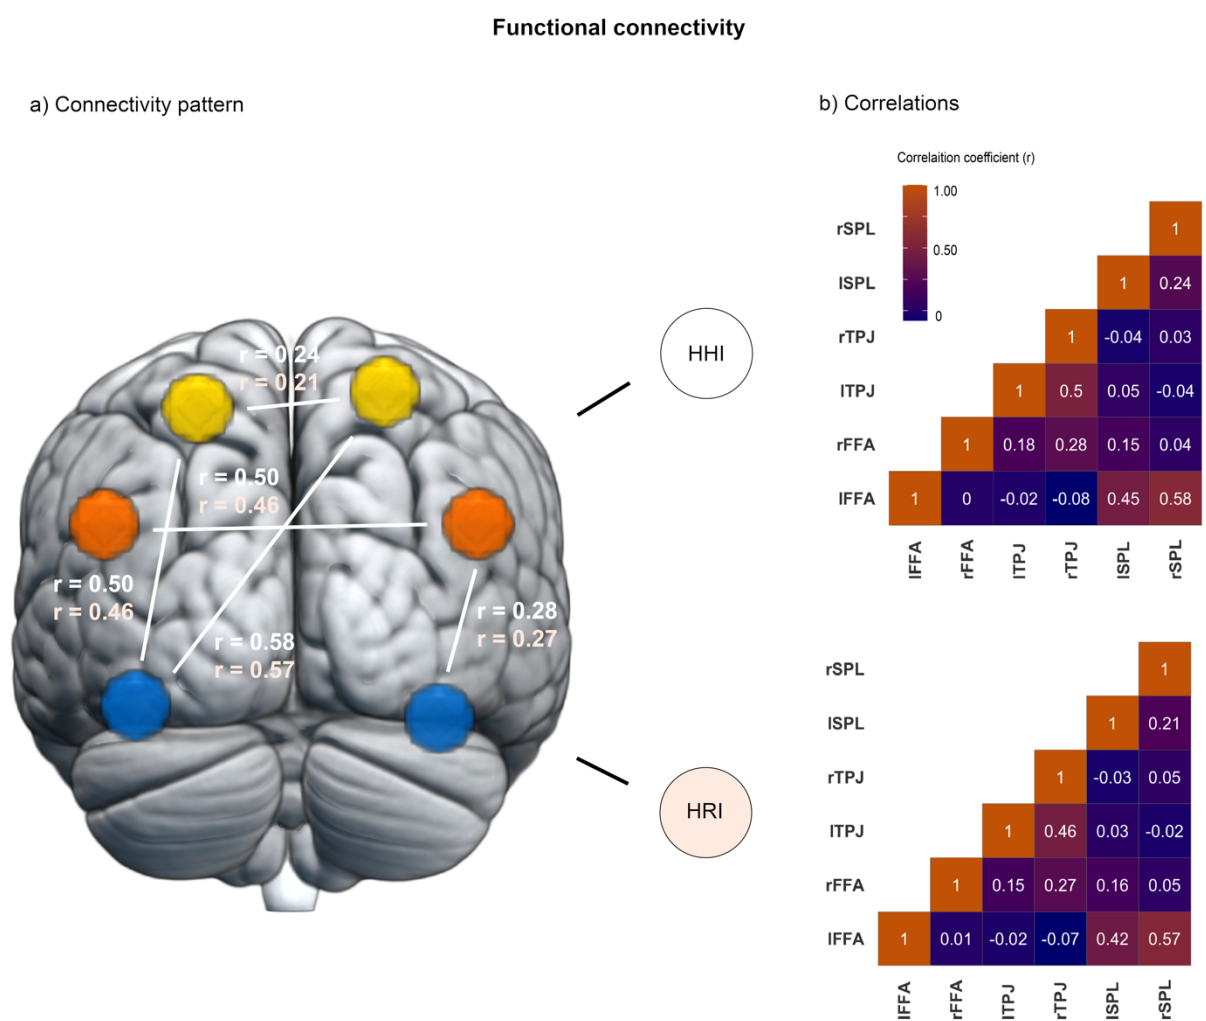 Functional connectivity
a) Connectivity pattern
r = 0.24
r = 0.21
r = 0.50
r = 0.46
r = 0.50
r = 0.46
r = 0.58
r = 0.57
r = 0.28
r = 0.27
HHI
HRI
b) Correlations
Correlaition coefficient (r)
1.00
0.50
0
rSPL 1
lSPL 1 0.24
rTPJ 1 -0.04 0.03
lTPJ 1 0.5 0.05 -0.04
rFFA 1 0.18 0.28 0.15 0.04
lFFA 1 0 -0.02 -0.08 0.45 0.58
lFFA rFFA lTPJ rTPJ lSPL rSPL
rSPL 1
lSPL 1 0.21
rTPJ 1 -0.03 0.05
lTPJ 1 0.46 0.03 -0.02
rFFA 1 0.15 0.27 0.16 0.05
lFFA 1 0.01 -0.02 -0.07 0.42 0.57
lFFA rFFA lTPJ rTPJ lSPL rSPL